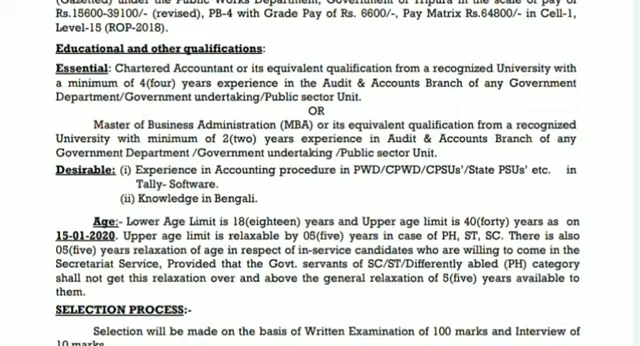 (Gazetted) under the Public Works Department, Government of Tripura in the scale of pay of
Rs.15600-39100/- (revised), PB-4 with Grade Pay of Rs. 6600/-, Pay Matrix Rs.64800/- in Cell-1,
Level-15 (ROP-2018).
Educational and other qualifications:
Essential: Chartered Accountant or its equivalent qualification from a recognized University with
a minimum of 4(four) years experience in the Audit & Accounts Branch of any Government
Department/Government undertaking/Public sector Unit.
OR
Master of Business Administration (MBA) or its equivalent qualification from a recognized
University with minimum of 2(two) years experience in Audit & Accounts Branch of any
Government Department /Government undertaking /Public sector Unit.
Desirable: (i) Experience in Accounting procedure in PWD/CPWD/CPSUs'/State PSUs' etc. in
Tally- Software.
(ii) Knowledge in Bengali.
Age:- Lower Age Limit is 18(eighteen) years and Upper age limit is 40(forty) years as on
15-01-2020. Upper age limit is relaxable by 05(five) years in case of PH, ST, SC. There is also
05(five) years relaxation of age in respect of in-service candidates who are willing to come in the
Secretariat Service, Provided that the Govt. servants of SC/ST/Differently abled (PH) category
shall not get this relaxation over and above the general relaxation of 5(five) years available to
them.
SELECTION PROCESS:-
Selection will be made on the basis of Written Examination of 100 marks and Interview of
10 marks